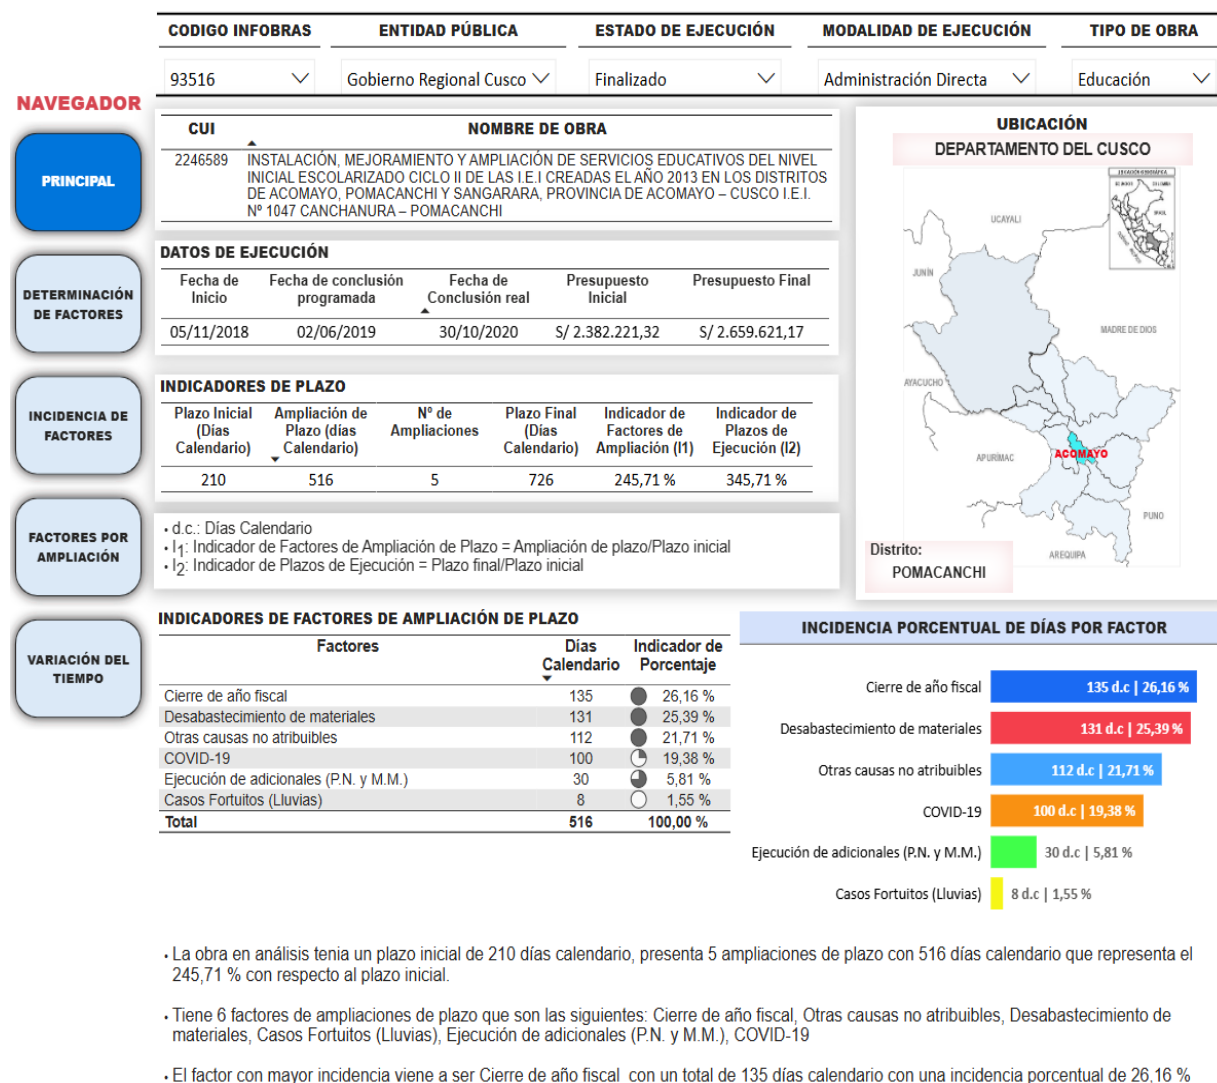 CODIGO INFOBRAS ENTIDAD PÚBLICA ESTADO DE EJECUCIÓN MODALIDAD DE EJECUCIÓN TIPO DE OBRA
93516 Gobierno Regional Cusco Finalizado Administración Directa Educación
NAVEGADOR
PRINCIPAL
DETERMINACIÓN
DE FACTORES
INCIDENCIA DE
FACTORES
FACTORES POR
AMPLIACIÓN
VARIACIÓN DEL
TIEMPO
CUI NOMBRE DE OBRA
2246589 INSTALACIÓN, MEJORAMIENTO Y AMPLIACIÓN DE SERVICIOS EDUCATIVOS DEL NIVEL
INICIAL ESCOLARIZADO CICLO II DE LAS I.E.I CREADAS EL AÑO 2013 EN LOS DISTRITOS
DE ACOMAYO, POMACANCHI Y SANGARARA, PROVINCIA DE ACOMAYO – CUSCO I.E.I.
Nº 1047 CANCHANURA – POMACANCHI
DATOS DE EJECUCIÓN
Fecha de Fecha de conclusión Fecha de Presupuesto Presupuesto Final
Inicio programada Conclusión real Inicial
05/11/2018 02/06/2019 30/10/2020 S/ 2.382.221,32 S/ 2.659.621,17
INDICADORES DE PLAZO
Plazo Inicial Ampliación de Nº de Plazo Final Indicador de Indicador de
(Días Plazo (días Ampliaciones (Días Factores de Plazos de
Calendario) Calendario) Calendario) Ampliación (I1) Ejecución (I2)
210 516 5 726 245,71 % 345,71 %
• d.c.: Días Calendario
• I1: Indicador de Factores de Ampliación de Plazo = Ampliación de plazo/Plazo inicial
• I2: Indicador de Plazos de Ejecución = Plazo final/Plazo inicial
UBICACIÓN
DEPARTAMENTO DEL CUSCO
UCAYALI
JUNÍN
MADRE DE DIOS
AYACUCHO
APURÍMAC
ACOMAYO
PUNO
AREQUIPA
Distrito:
POMACANCHI
INDICADORES DE FACTORES DE AMPLIACIÓN DE PLAZO
Factores Días Indicador de
Calendario Porcentaje
Cierre de año fiscal 135 26,16 %
Desabastecimiento de materiales 131 25,39 %
Otras causas no atribuibles 112 21,71 %
COVID-19 100 19,38 %
Ejecución de adicionales (P.N. y M.M.) 30 5,81 %
Casos Fortuitos (Lluvias) 8 1,55 %
Total 516 100,00 %
INCIDENCIA PORCENTUAL DE DÍAS POR FACTOR
Cierre de año fiscal 135 d.c | 26,16 %
Desabastecimiento de materiales 131 d.c | 25,39 %
Otras causas no atribuibles 112 d.c | 21,71 %
COVID-19 100 d.c | 19,38 %
Ejecución de adicionales (P.N. y M.M.) 30 d.c | 5,81 %
Casos Fortuitos (Lluvias) 8 d.c | 1,55 %
• La obra en análisis tenia un plazo inicial de 210 días calendario, presenta 5 ampliaciones de plazo con 516 días calendario que representa el
245,71 % con respecto al plazo inicial.
• Tiene 6 factores de ampliaciones de plazo que son las siguientes: Cierre de año fiscal, Otras causas no atribuibles, Desabastecimiento de
materiales, Casos Fortuitos (Lluvias), Ejecución de adicionales (P.N. y M.M.), COVID-19
• El factor con mayor incidencia viene a ser Cierre de año fiscal con un total de 135 días calendario con una incidencia porcentual de 26,16 %